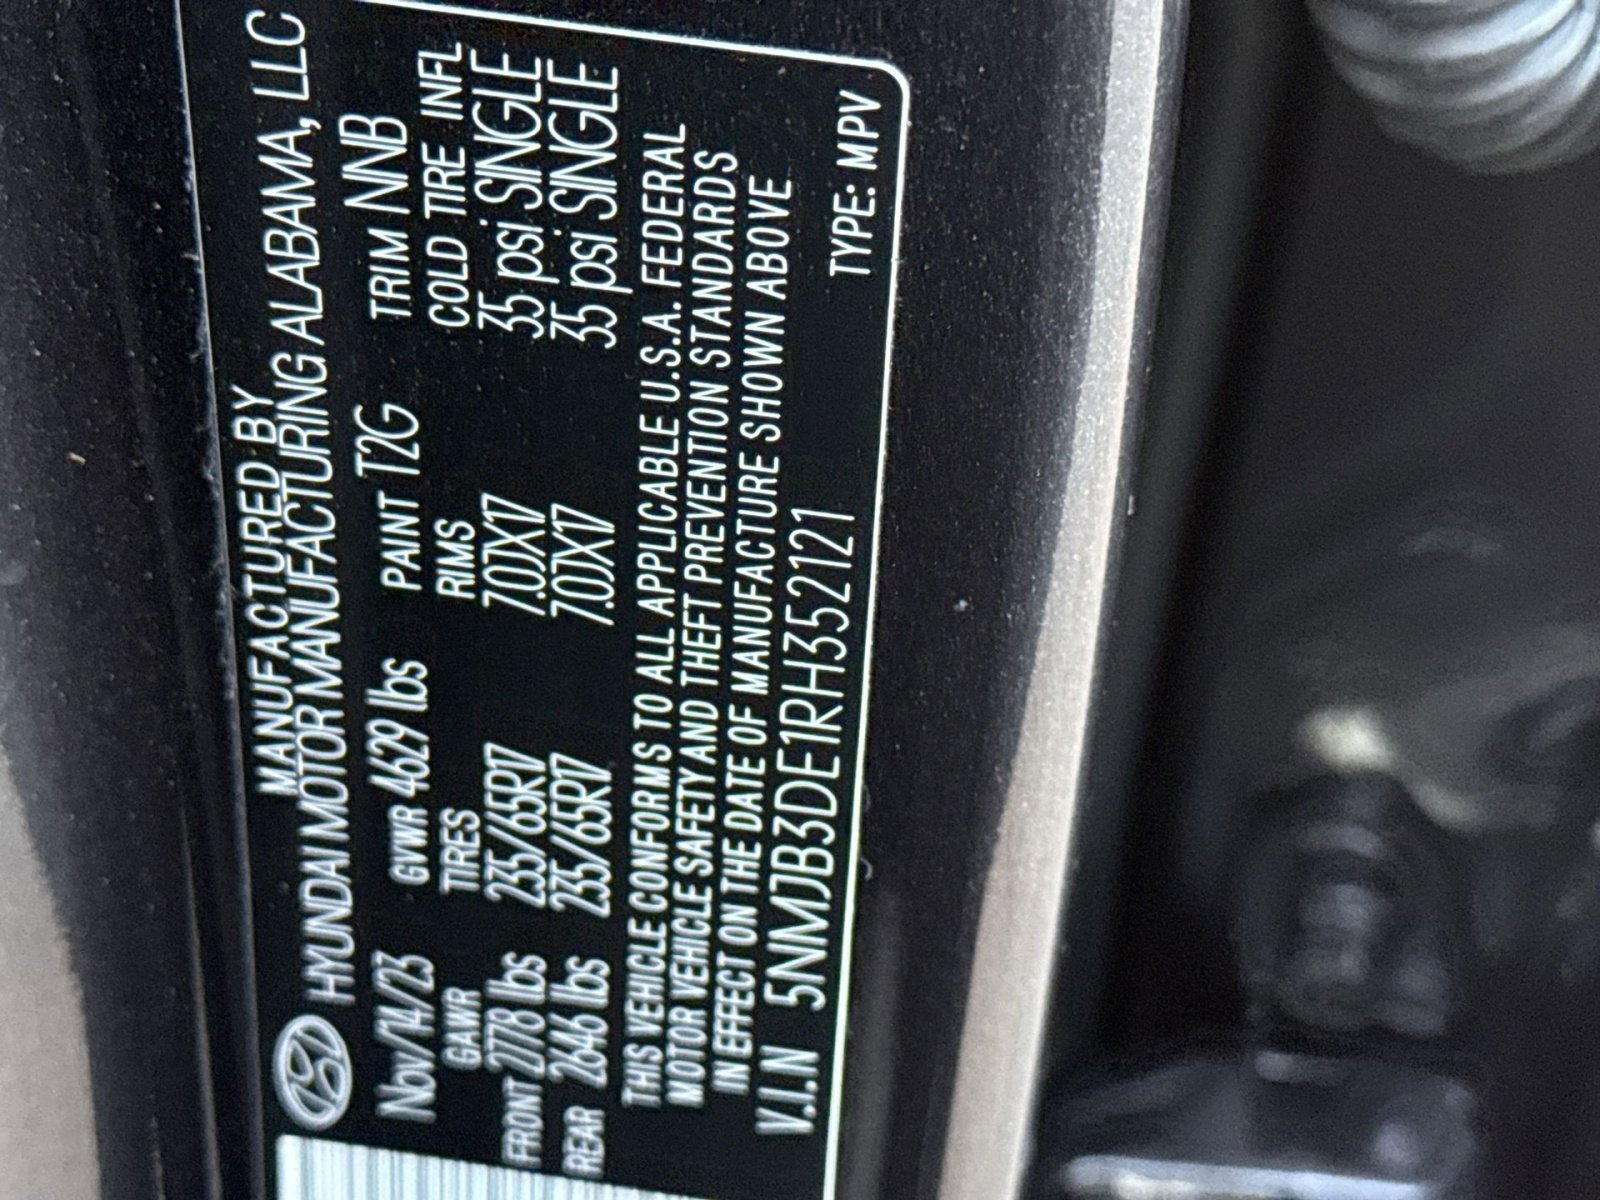 MANUFACTURED BY
HYUNDAI MOTOR MANUFACTURING ALABAMA, LLC
Nov/14/23 GVWR 4629 lbs PAINT T2G TRIM NNB
GAWR TIRES RIMS COLD TIRE INFL
FRONT 2778 lbs 235/65R17 7.0JX17 35 psi SINGLE
REAR 2646 lbs 235/65R17 7.0JX17 35 psi SINGLE
THIS VEHICLE CONFORMS TO ALL APPLICABLE U.S.A. FEDERAL
MOTOR VEHICLE SAFETY AND THEFT PREVENTION STANDARDS
IN EFFECT ON THE DATE OF MANUFACTURE SHOWN ABOVE
V.I.N 5NMJB3DE1RH352121 TYPE: MPV